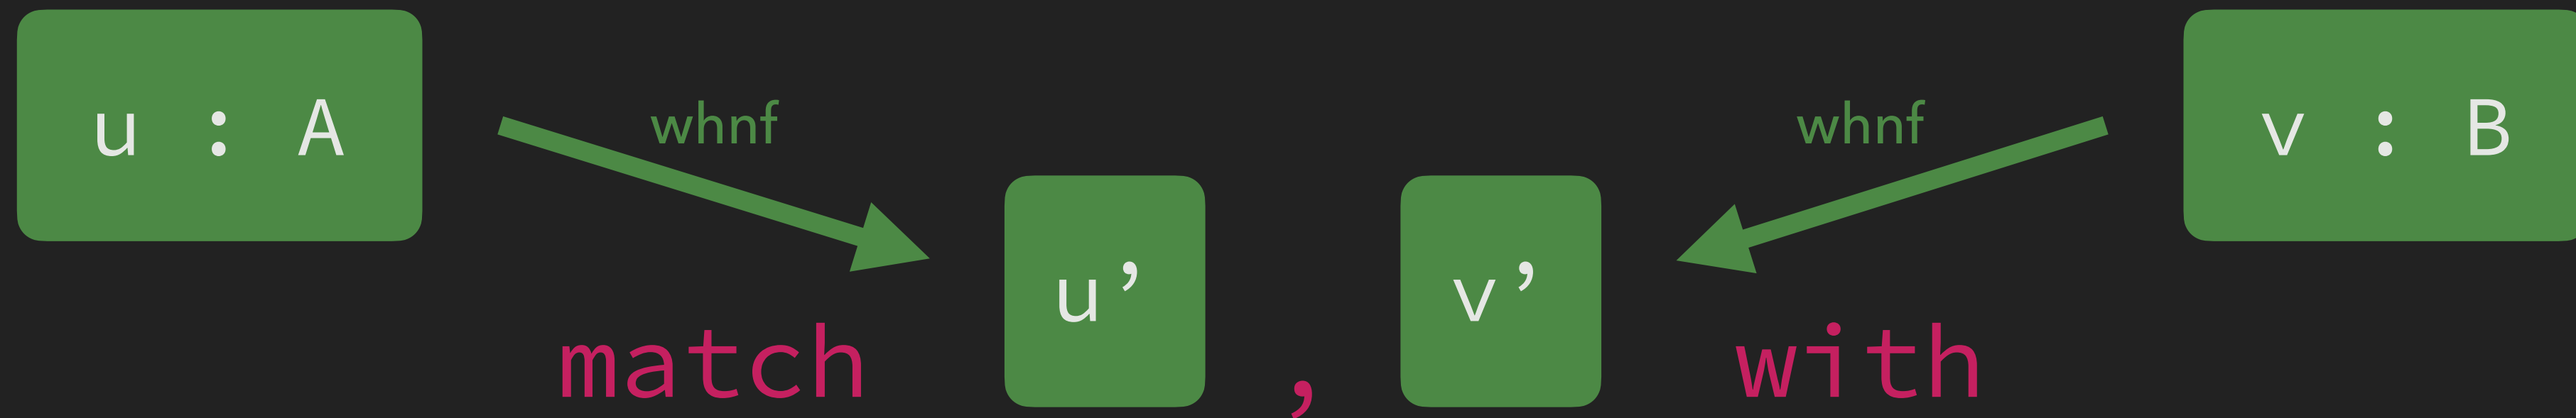 u : A
whnf
whnf
v : B
match u’ , v’ with